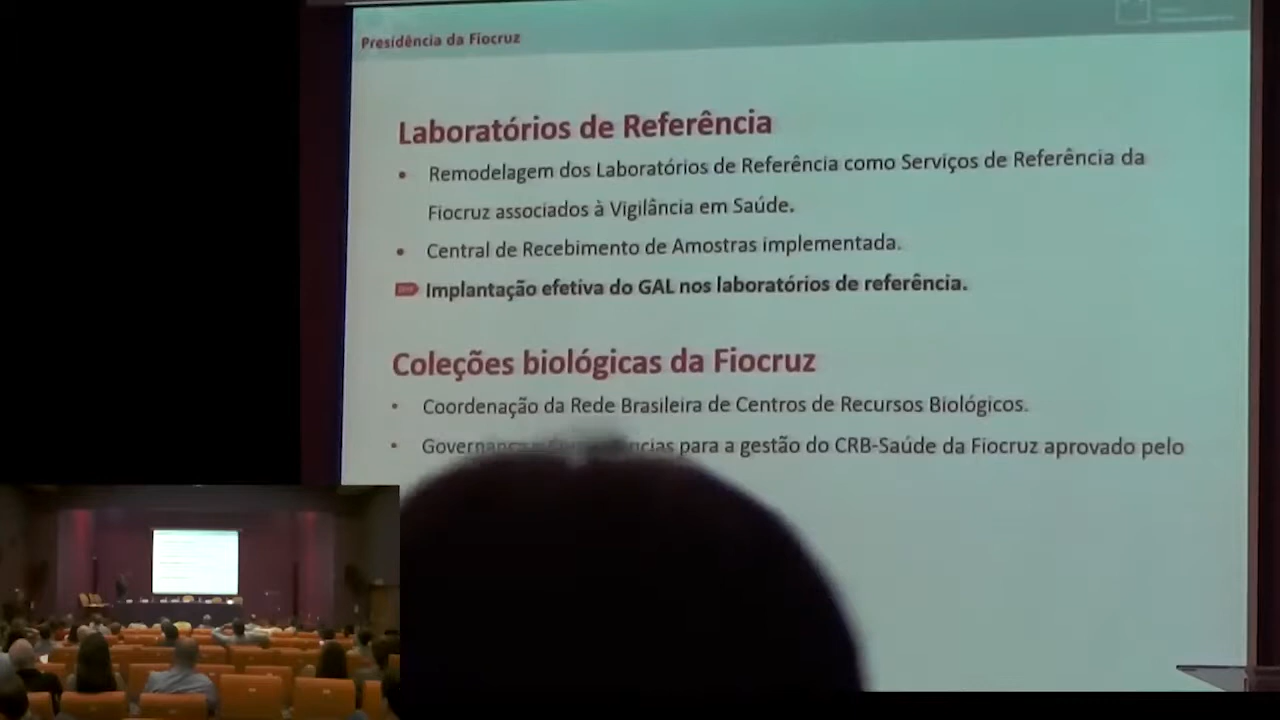 Presidência da Fiocruz
Laboratórios de Referência
• Remodelagem dos Laboratórios de Referência como Serviços de Referência da
Fiocruz associados à Vigilância em Saúde.
• Central de Recebimento de Amostras implementada.
Implantação efetiva do GAL nos laboratórios de referência.
Coleções biológicas da Fiocruz
• Coordenação da Rede Brasileira de Centros de Recursos Biológicos.
• para a gestão do CRB-Saúde da Fiocruz aprovado pelo